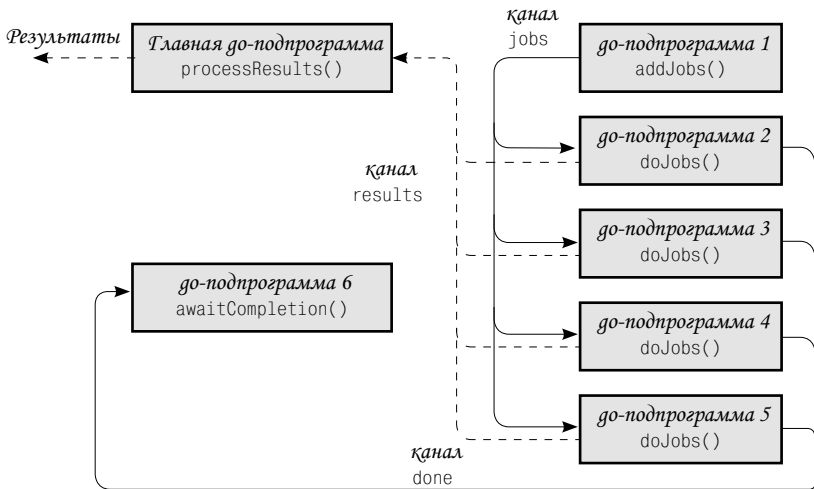 Результаты
Главная go-подпрограмма
processResults()
канал
jobs
go-подпрограмма 1
addJobs()
go-подпрограмма 2
doJobs()
канал
results
go-подпрограмма 3
doJobs()
go-подпрограмма 6
awaitCompletion()
go-подпрограмма 4
doJobs()
go-подпрограмма 5
doJobs()
канал
done